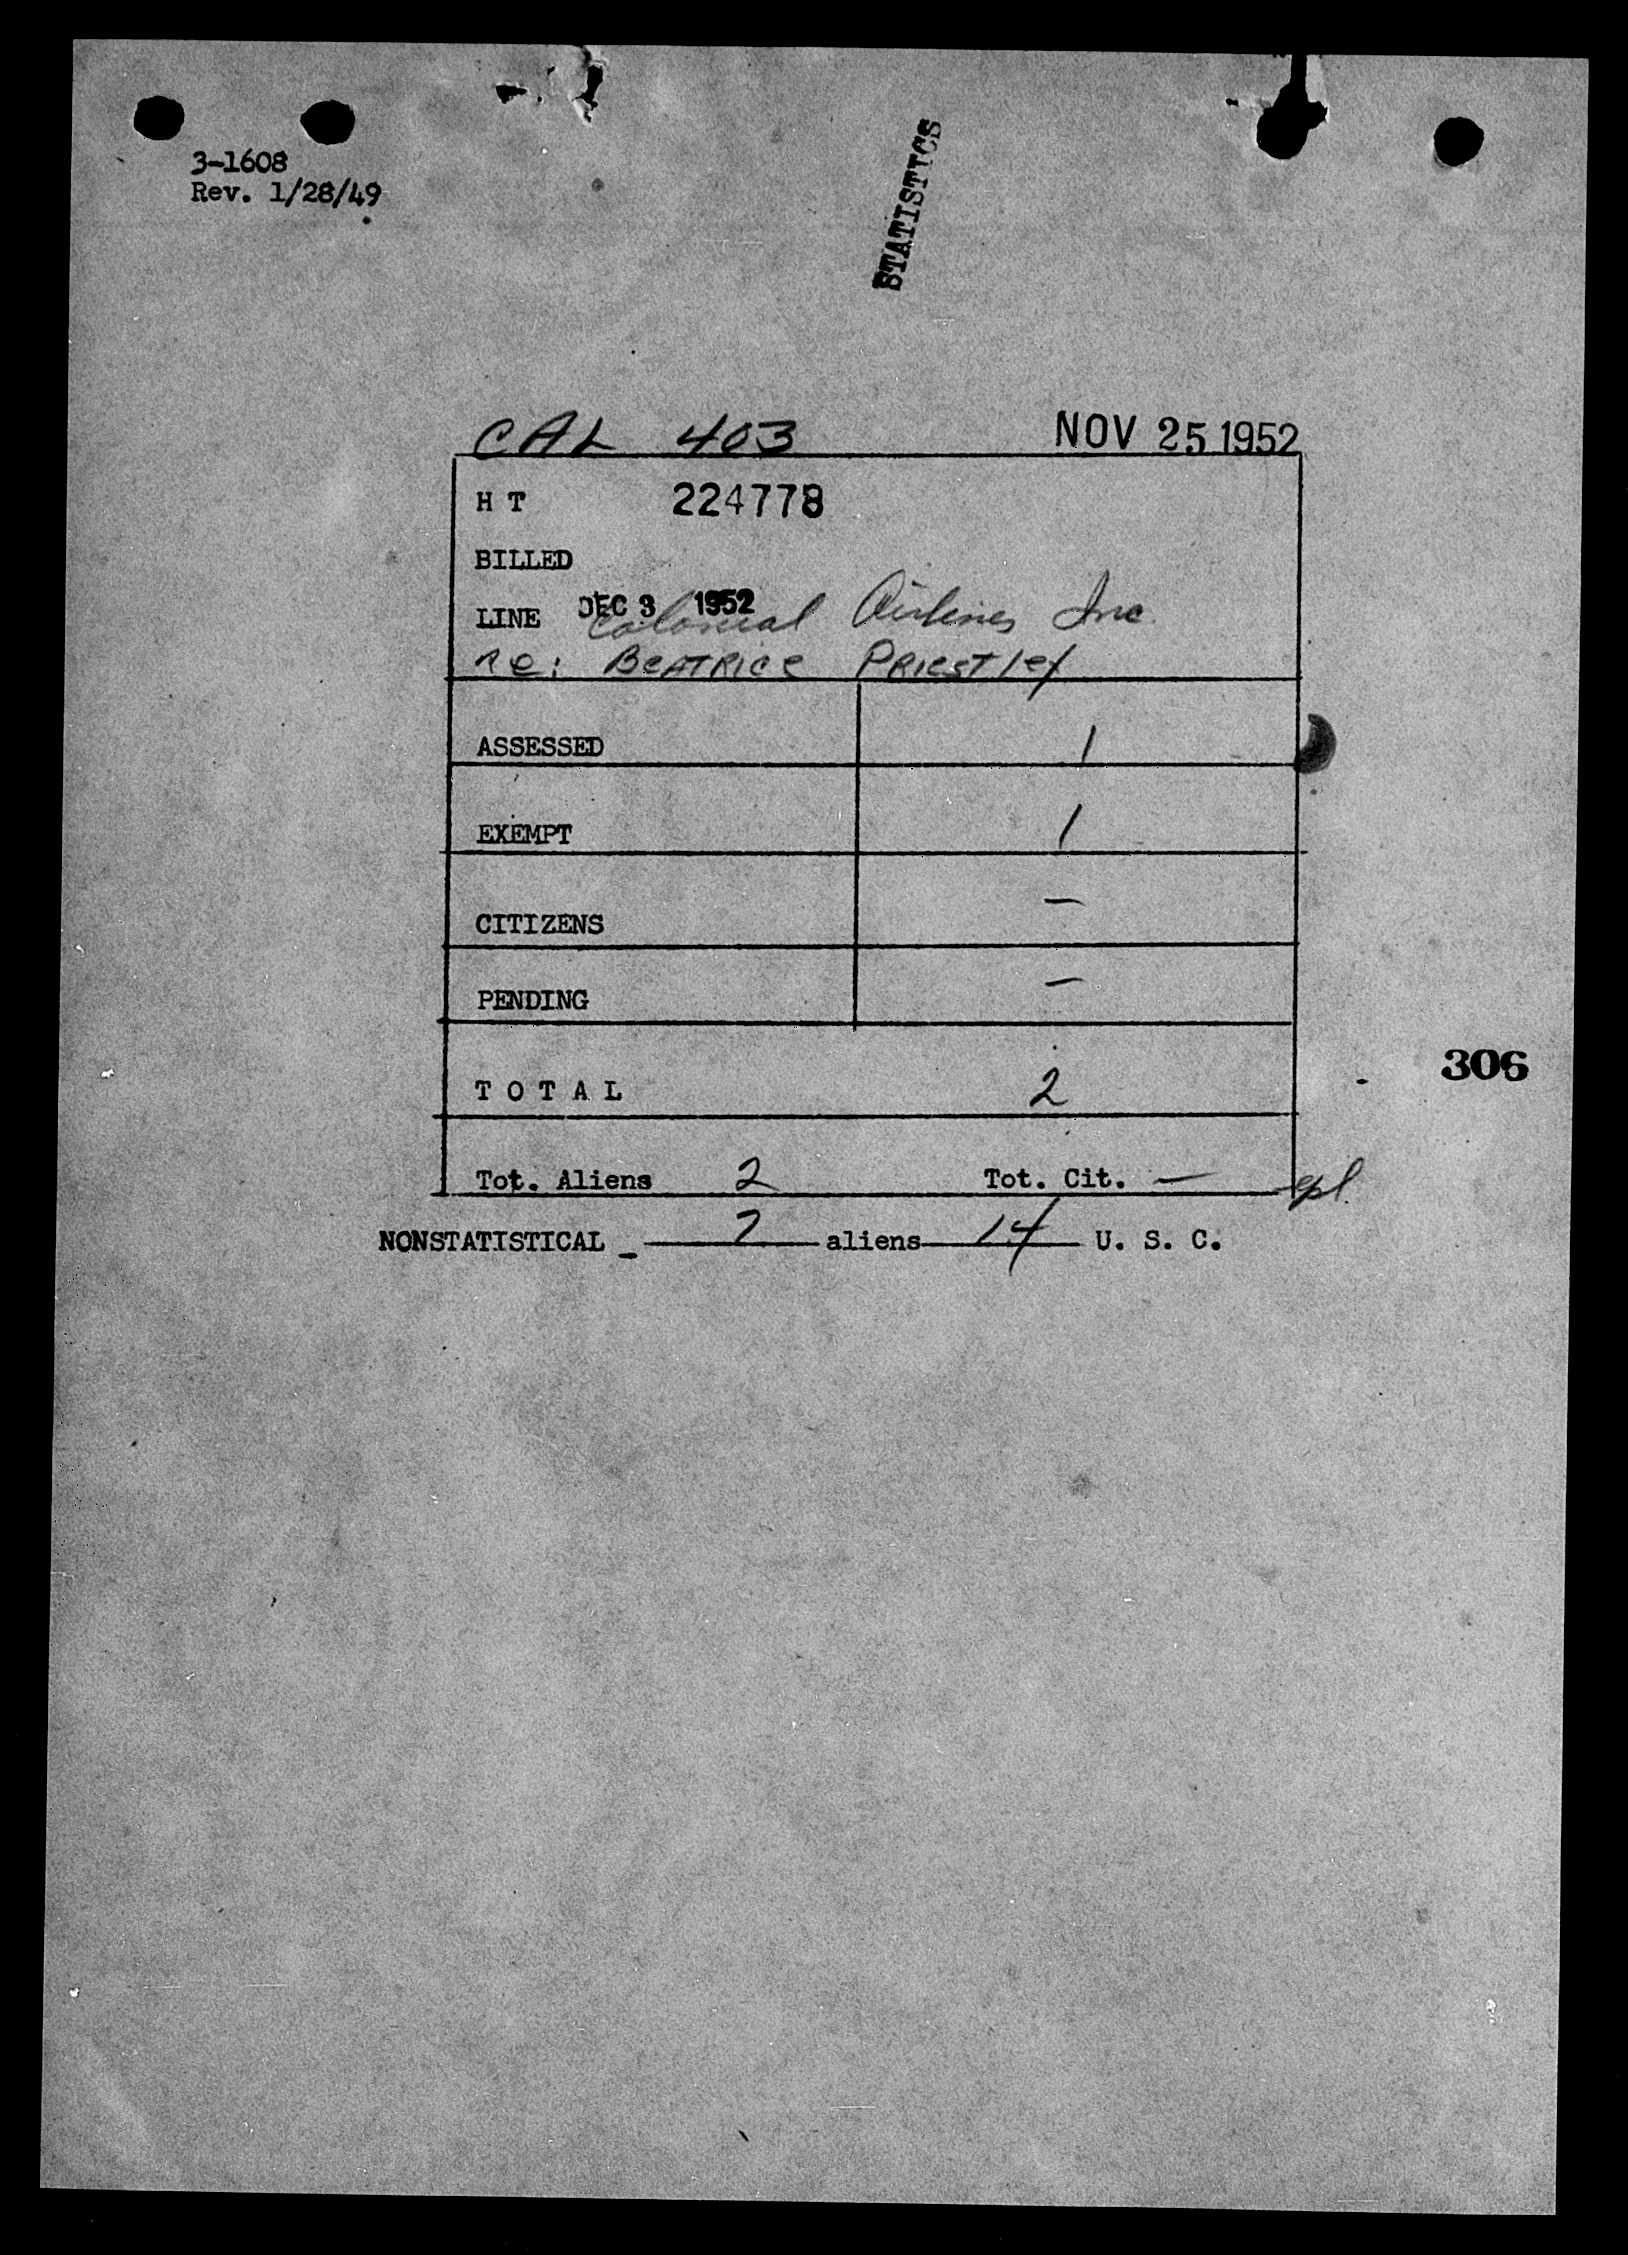 3-1608
Rev. 1/28/49
STATISTICS
CAL 403 NOV 25 1952
H T 224778
BILLED
DEC 3 1952
LINE Colonial Airlines Inc.
re: BEATRICE PRIESTley
ASSESSED 1
EXEMPT 1
CITIZENS —
PENDING —
306
T O T A L 2
Tot. Aliens 2 Tot. Cit. —
NONSTATISTICAL - 7 aliens 14 U. S. C.